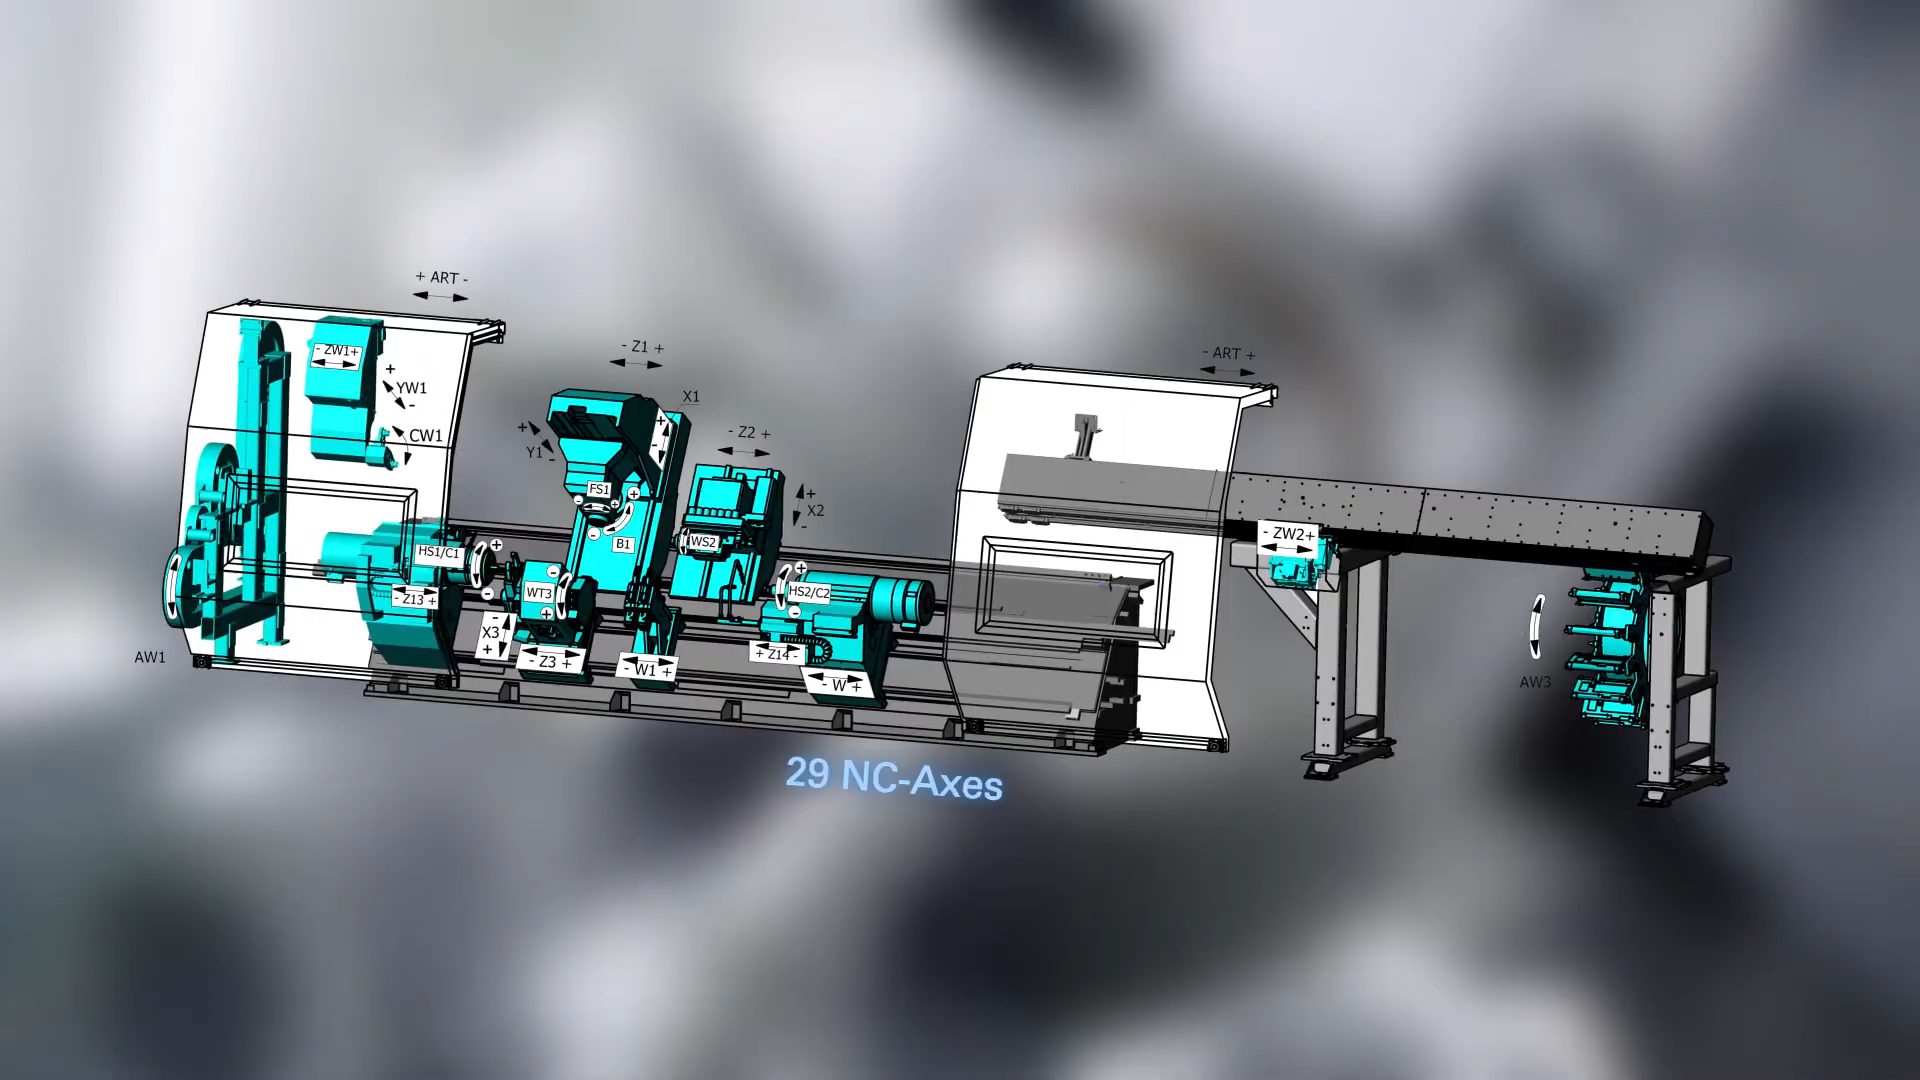 + ART -
- Z1 +
- ART +
- ZW1+
+
YW1
-
X1
CW1
+
Y1
-
- Z2 +
+
-
+
X2
-
FS1
-
+
+
-
B1
WS2
- ZW2+
HS1/C1
+
-
- Z13 +
-
WT3
+
+
HS2/C2
-
-
X3
+
- Z3 +
- W1 +
+ Z14 -
- W +
AW1
AW3
29 NC-Axes